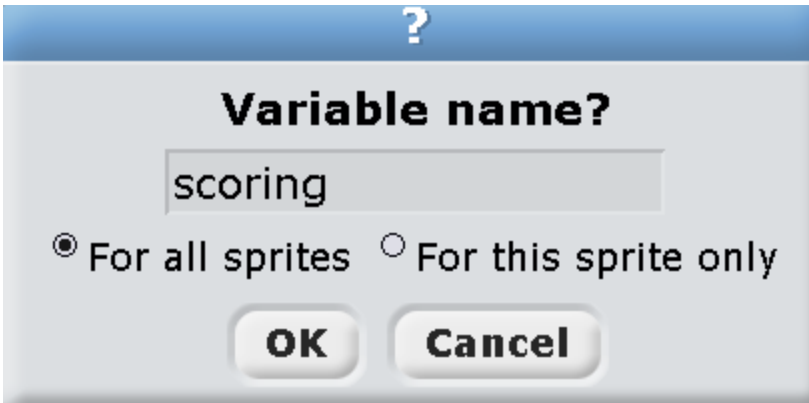 ?
Variable name?
scoring
For all sprites For this sprite only
OK Cancel